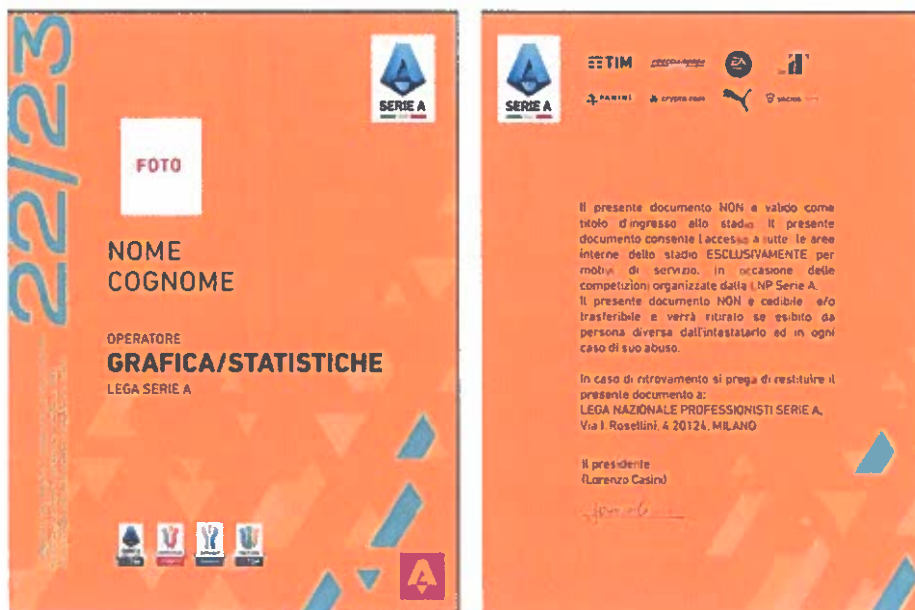 22/23
SERIE A
FOTO
NOME
COGNOME
OPERATORE
GRAFICA/STATISTICHE
LEGA SERIE A
SERIE A
TIM
EA
PANINI
crypto.com
Il presente documento NON è valido come
titolo d'ingresso allo stadio. Il presente
documento consente l'accesso a tutte le aree
interne dello stadio ESCLUSIVAMENTE per
motivi di servizio, in occasione delle
competizioni organizzate dalla LNP Serie A.
Il presente documento NON è cedibile e/o
trasferibile e verrà ritirato se esibito da
persona diversa dall'intestatario ed in ogni
caso di suo abuso.
In caso di ritrovamento si prega di restituire il
presente documento a:
LEGA NAZIONALE PROFESSIONISTI SERIE A,
Via I. Rosellini, 4 20124, MILANO
Il presidente
(Lorenzo Casini)